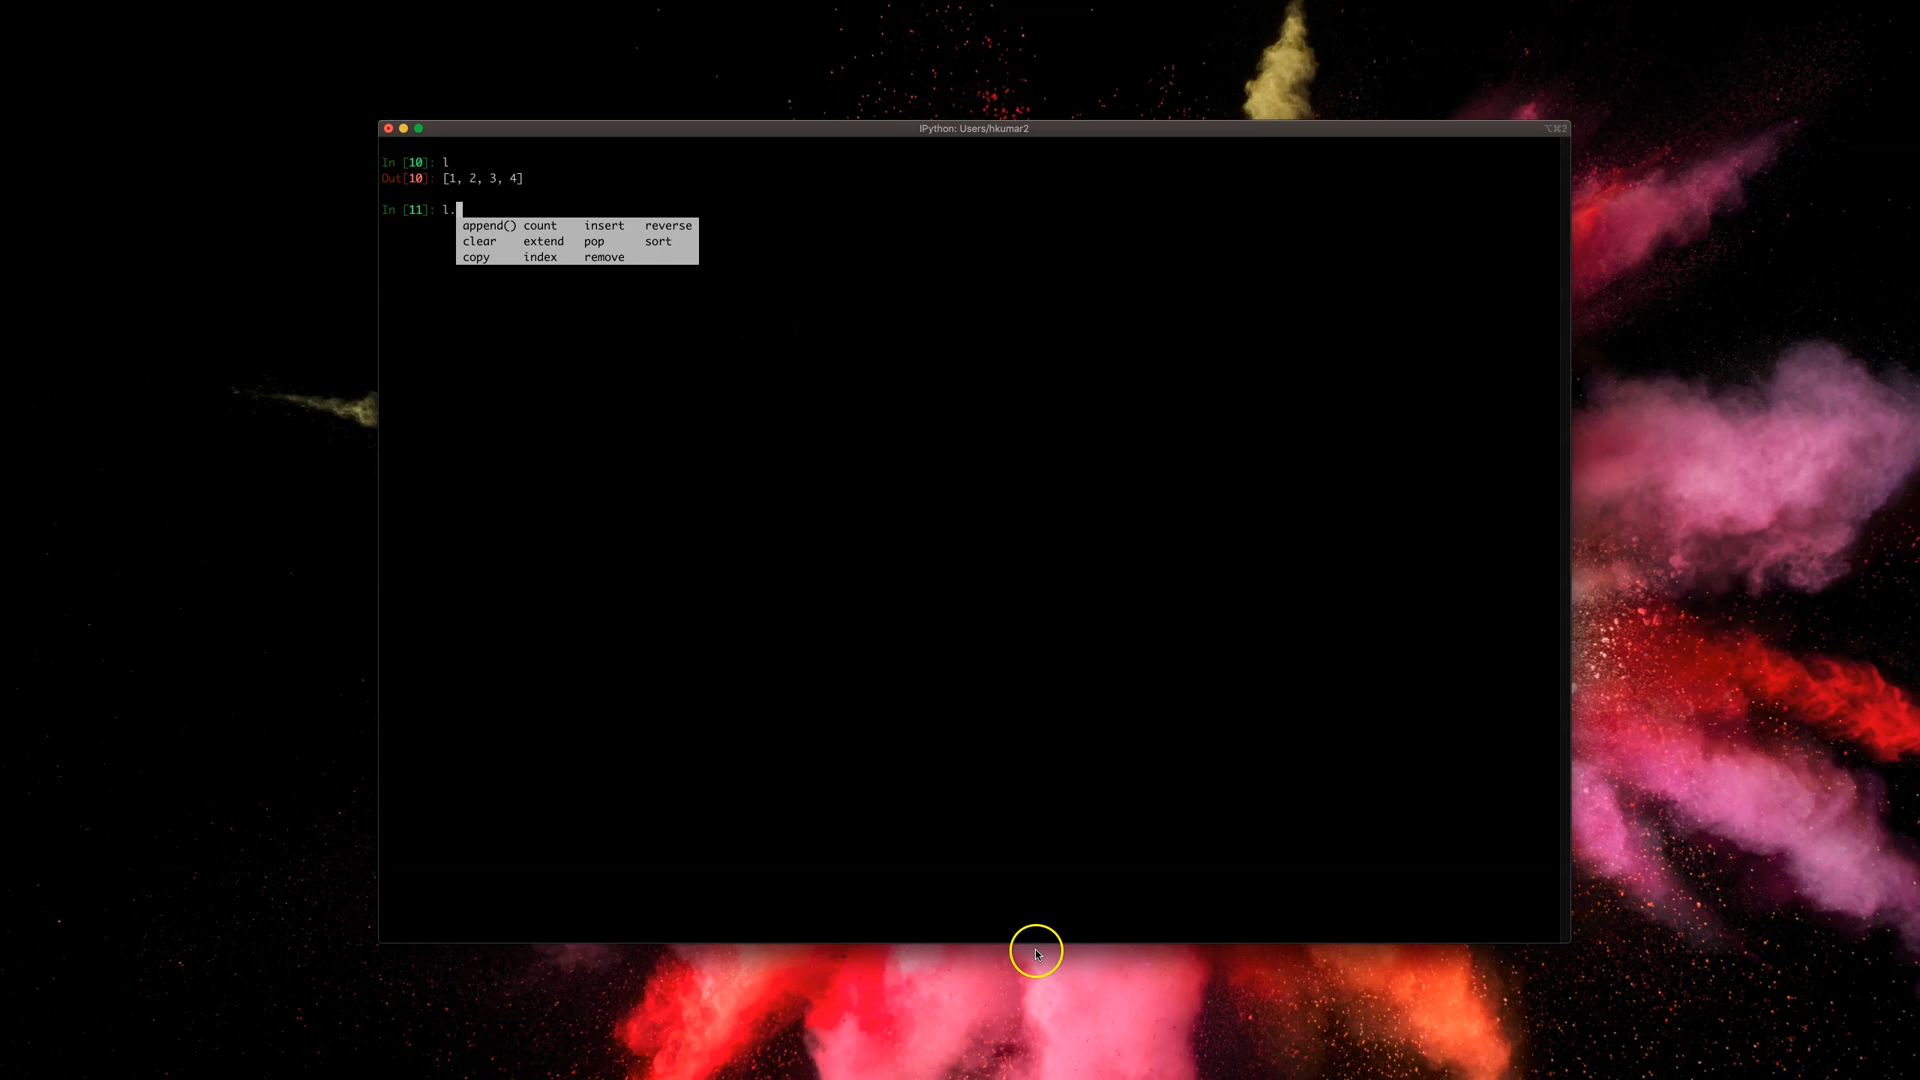 IPython: Users/hkumar2
⌥⌘2
In [10]: l
Out[10]: [1, 2, 3, 4]
In [11]: l.
append() count insert reverse
clear extend pop sort
copy index remove